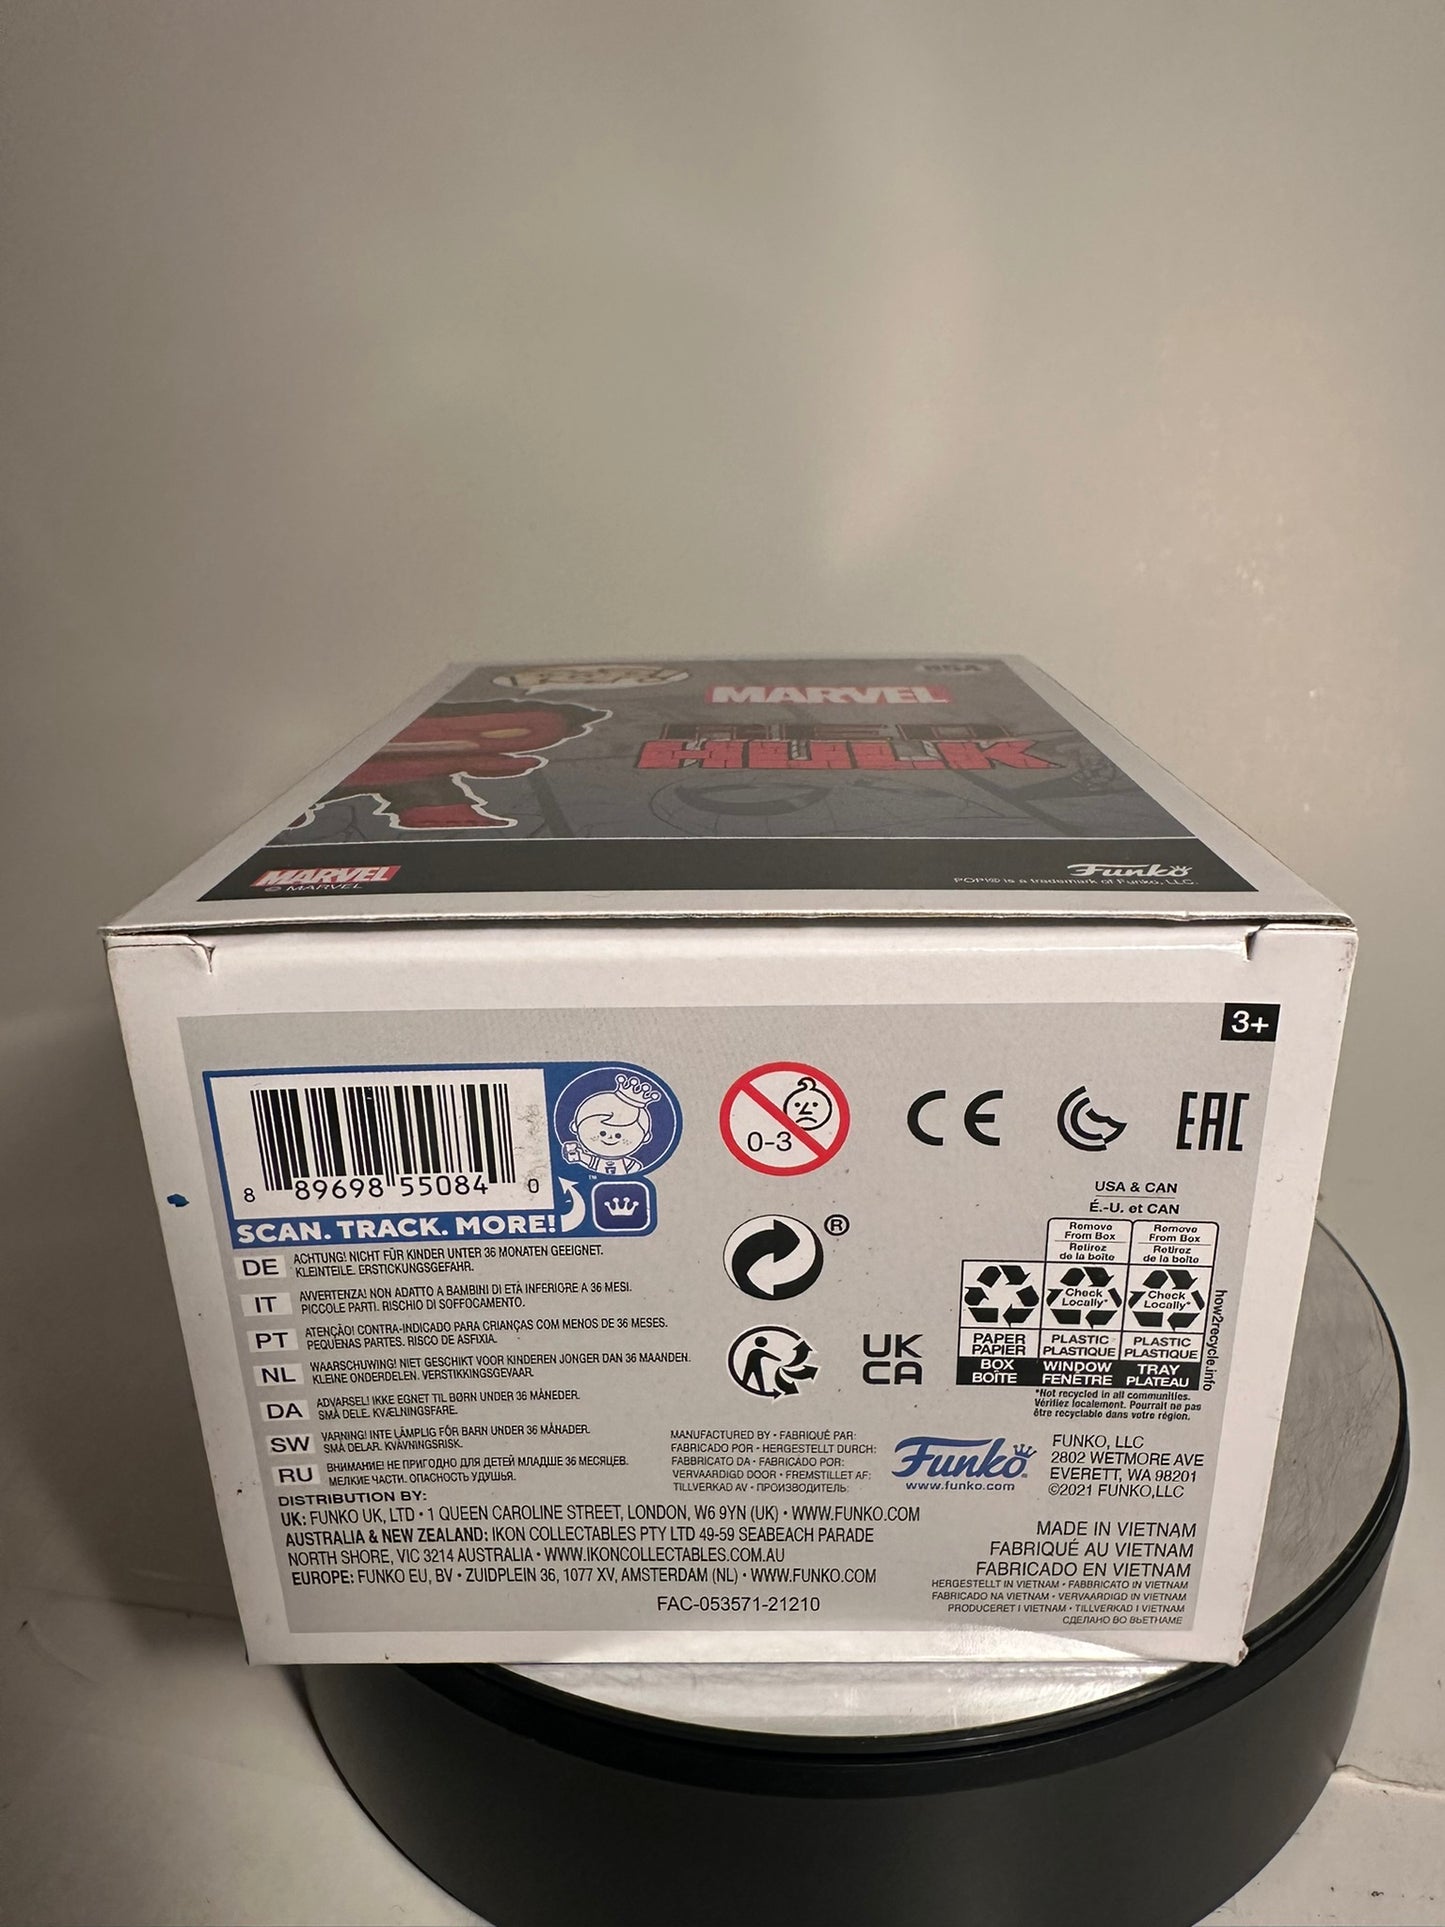 854
MARVEL
RED
HULK
MARVEL
© MARVEL
Funko
POP!® is a trademark of Funko, LLC.
3+
8 89698 55084 0
SCAN. TRACK. MORE!
™
0-3
CE
EAC
®
UK
CA
USA & CAN
É.-U. et CAN
Remove
From Box
Retirez
de la boîte
Remove
From Box
Retirez
de la boîte
Check
Locally*
Check
Locally*
PAPER
PAPIER
PLASTIC
PLASTIQUE
PLASTIC
PLASTIQUE
BOX
BOÎTE
WINDOW
FENÊTRE
TRAY
PLATEAU
how2recycle.info
*Not recycled in all communities.
Vérifiez localement. Pourrait ne pas
être recyclable dans votre région.
DE ACHTUNG! NICHT FÜR KINDER UNTER 36 MONATEN GEEIGNET.
KLEINTEILE. ERSTICKUNGSGEFAHR.
IT AVVERTENZA! NON ADATTO A BAMBINI DI ETÀ INFERIORE A 36 MESI.
PICCOLE PARTI. RISCHIO DI SOFFOCAMENTO.
PT ATENÇÃO! CONTRA-INDICADO PARA CRIANÇAS COM MENOS DE 36 MESES.
PEQUENAS PARTES. RISCO DE ASFIXIA.
NL WAARSCHUWING! NIET GESCHIKT VOOR KINDEREN JONGER DAN 36 MAANDEN.
KLEINE ONDERDELEN. VERSTIKKINGSGEVAAR.
DA ADVARSEL! IKKE EGNET TIL BØRN UNDER 36 MÅNEDER.
SMÅ DELE. KVÆLNINGSFARE.
SW VARNING! INTE LÄMPLIG FÖR BARN UNDER 36 MÅNADER.
SMÅ DELAR. KVÄVNINGSRISK.
RU ВНИМАНИЕ! НЕ ПРИГОДНО ДЛЯ ДЕТЕЙ МЛАДШЕ 36 МЕСЯЦЕВ.
МЕЛКИЕ ЧАСТИ. ОПАСНОСТЬ УДУШЬЯ.
MANUFACTURED BY • FABRIQUÉ PAR:
FABRICADO POR • HERGESTELLT DURCH:
FABBRICATO DA • FABRICADO POR:
VERVAARDIGD DOOR • FREMSTILLET AF:
TILLVERKAD AV • ПРОИЗВОДИТЕЛЬ:
Funko
www.funko.com
FUNKO, LLC
2802 WETMORE AVE
EVERETT, WA 98201
©2021 FUNKO,LLC
DISTRIBUTION BY:
UK: FUNKO UK, LTD • 1 QUEEN CAROLINE STREET, LONDON, W6 9YN (UK) • WWW.FUNKO.COM
AUSTRALIA & NEW ZEALAND: IKON COLLECTABLES PTY LTD 49-59 SEABEACH PARADE
NORTH SHORE, VIC 3214 AUSTRALIA • WWW.IKONCOLLECTABLES.COM.AU
EUROPE: FUNKO EU, BV • ZUIDPLEIN 36, 1077 XV, AMSTERDAM (NL) • WWW.FUNKO.COM
FAC-053571-21210
MADE IN VIETNAM
FABRIQUÉ AU VIETNAM
FABRICADO EN VIETNAM
HERGESTELLT IN VIETNAM • FABBRICATO IN VIETNAM
FABRICADO NA VIETNAM • VERVAARDIGD IN VIETNAM
PRODUCERET I VIETNAM • TILLVERKAD I VIETNAM
СДЕЛАНО ВО ВЬЕТНАМЕ